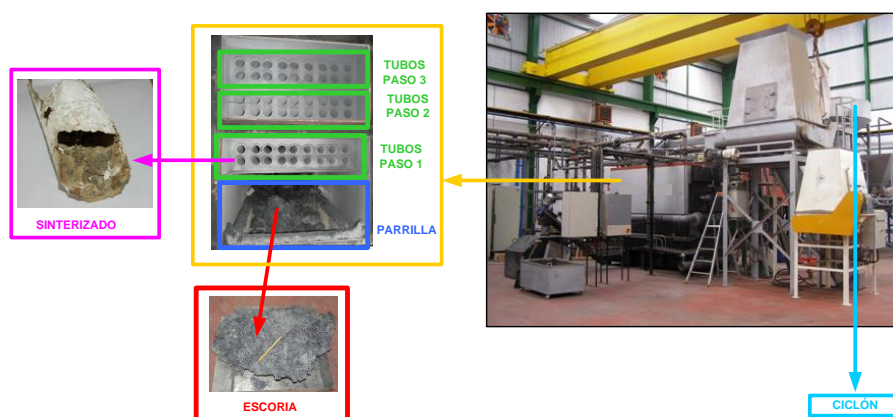 TUBOS
PASO 3
TUBOS
PASO 2
TUBOS
PASO 1
SINTERIZADO
PARRILLA
ESCORIA
CICLÓN